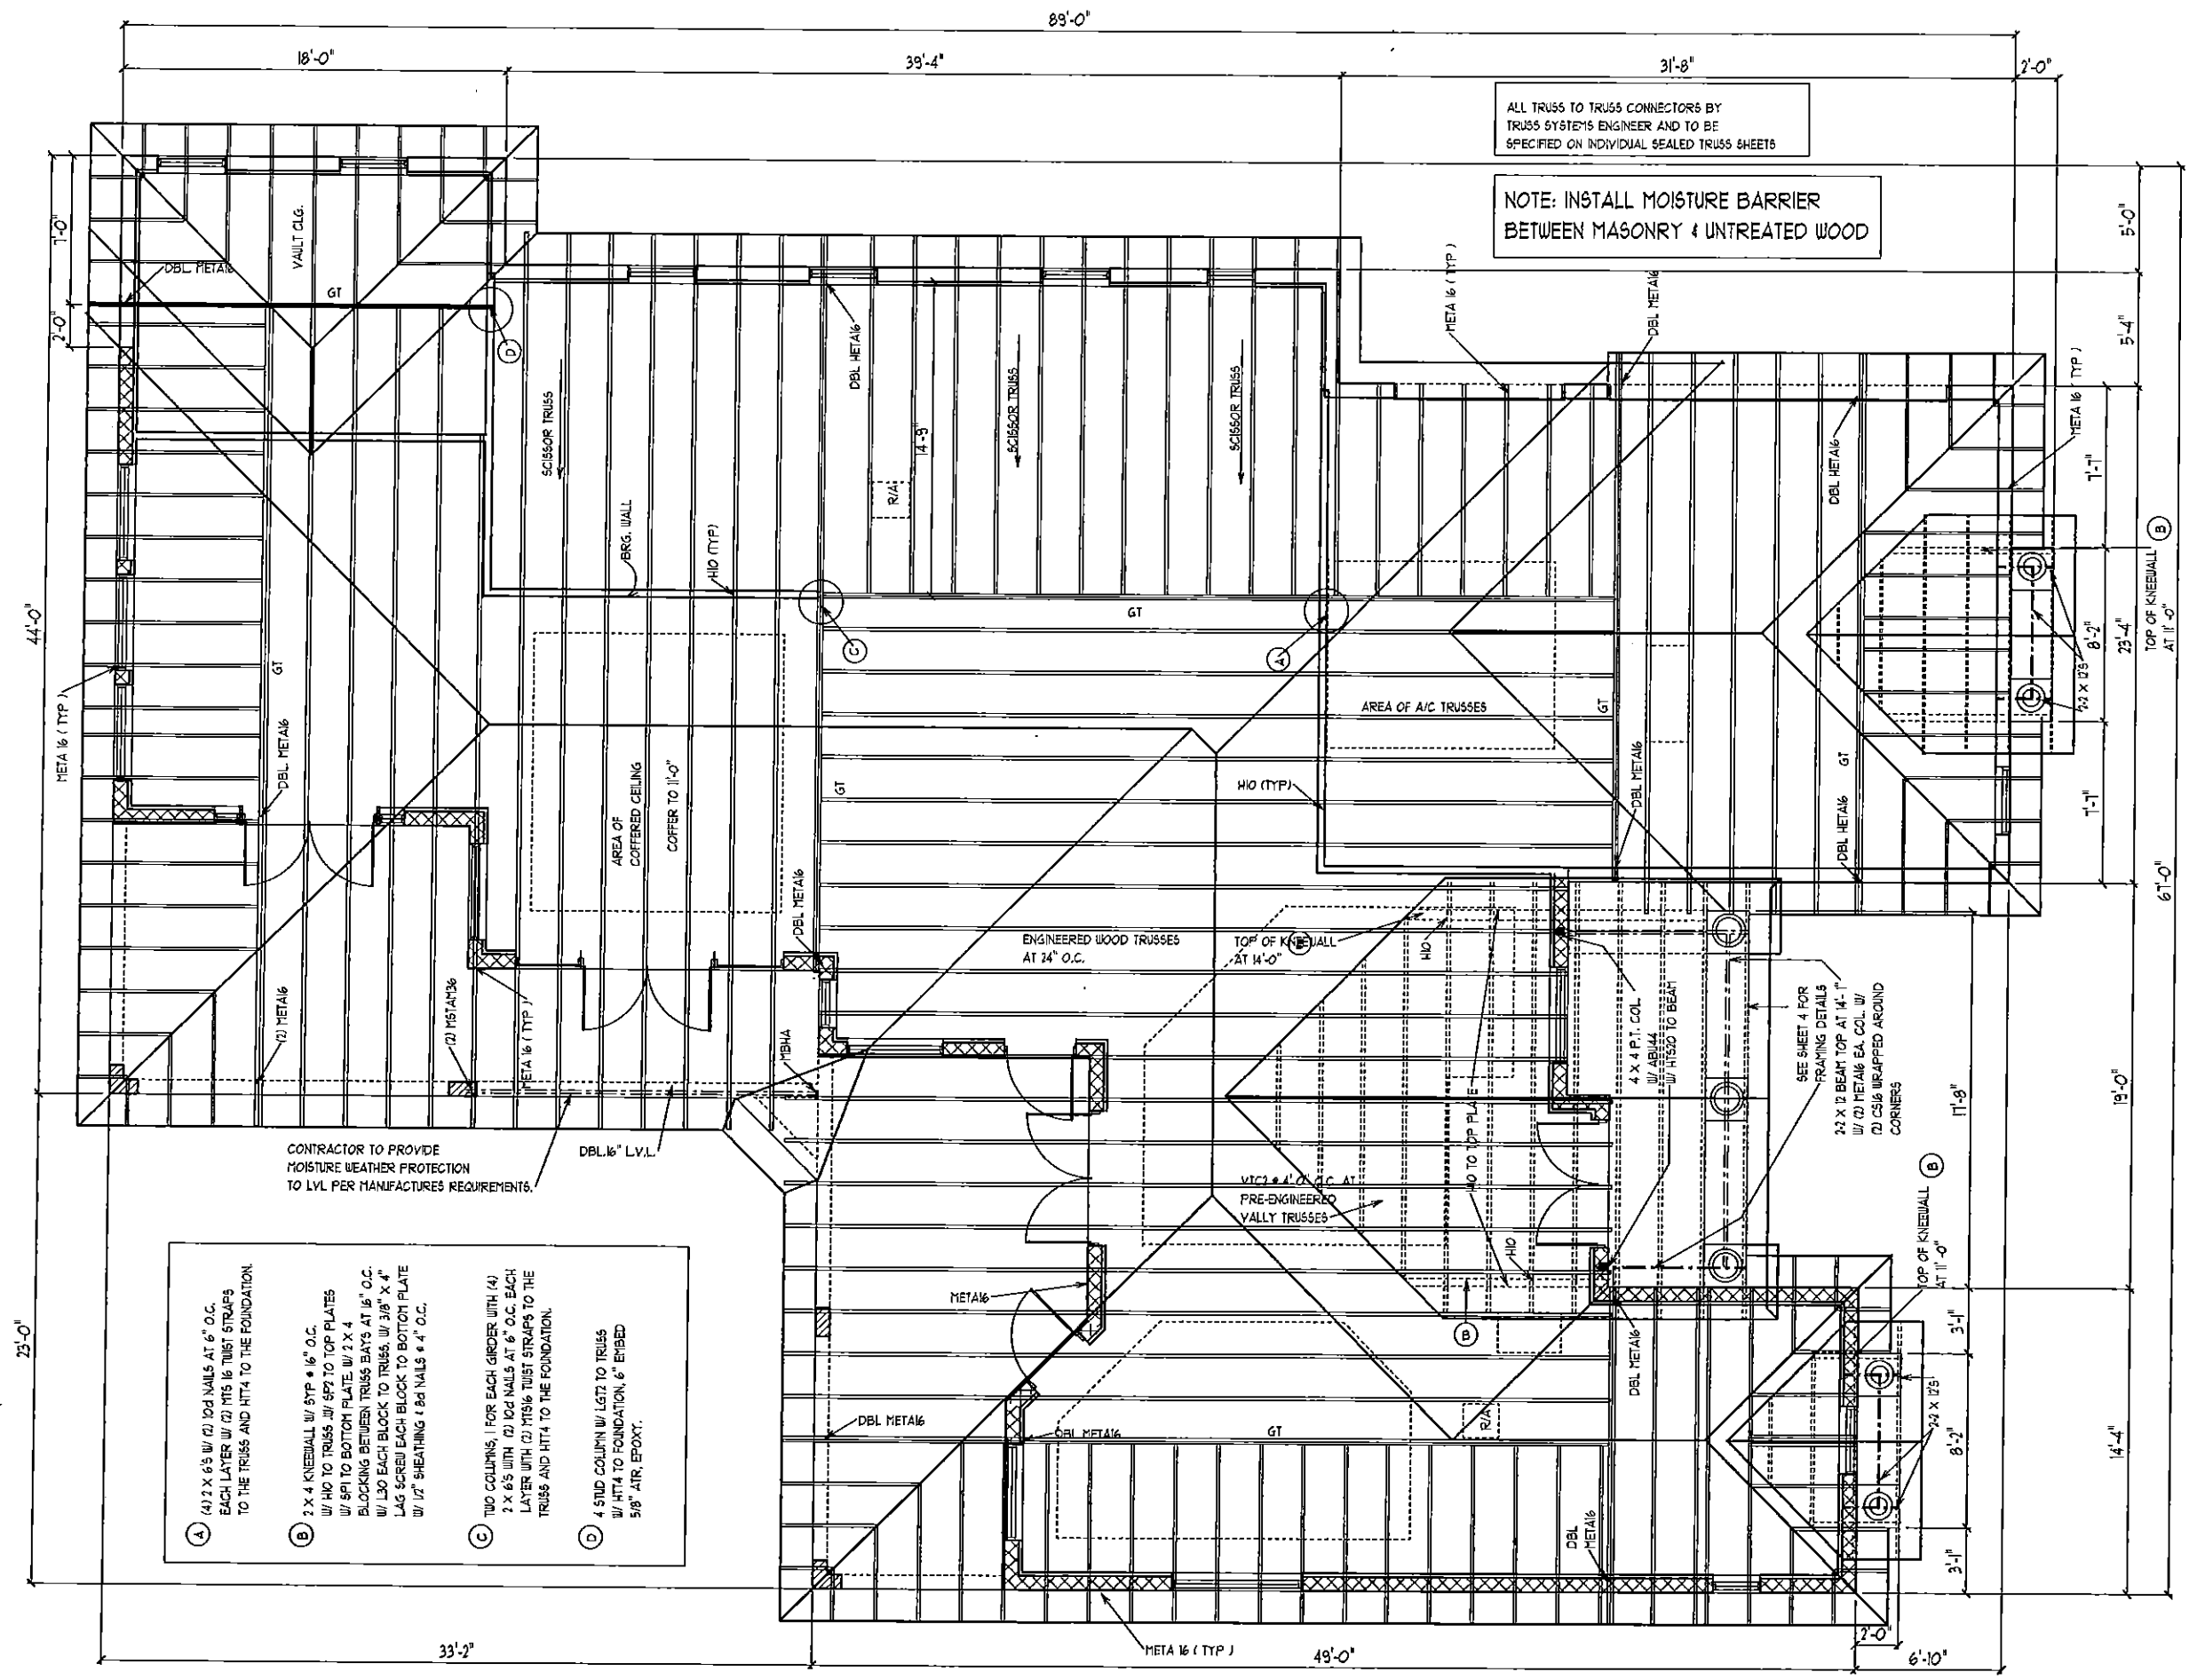 89'-0"
18'-0"
39'-4"
31'-8"
2'-0"
ALL TRUSS TO TRUSS CONNECTORS BY
TRUSS SYSTEMS ENGINEER AND TO BE
SPECIFIED ON INDIVIDUAL SEALED TRUSS SHEETS
NOTE: INSTALL MOISTURE BARRIER
BETWEEN MASONRY & UNTREATED WOOD
7'-0"
2'-0"
44'-0"
23'-0"
5'-0"
5'-4"
7'-7"
8'-2"
7'-7"
23'-4"
67'-0"
19'-0"
17'-8"
14'-4"
3'-1"
8'-2"
3'-1"
VAULT CLG.
DBL. META16
GT
D
SCISSOR TRUSS
DBL HETA16
14'-9"
SCISSOR TRUSS
SCISSOR TRUSS
R/A
META 16 ( TYP )
DBL META16
META 16 ( TYP )
DBL HETA16
BRG. WALL
H10 (TYP)
GT
C
A
TOP OF KNEEWALL
AT 11'-0"
B
2-2 X 12'S
META 16 ( TYP )
GT
DBL. META16
AREA OF
COFFERED CEILING
COFFER TO 11'-0"
GT
AREA OF A/C TRUSSES
GT
H10 (TYP)
DBL META16
GT
DBL HETA16
DBL META16
ENGINEERED WOOD TRUSSES
AT 24" O.C.
TOP OF KNEEWALL
AT 14'-0"
B
H10
(2) META16
(2) MSTAM36
META 16 ( TYP )
MBHA
4 X 4 P.T. COL
W/ ABU44
W/ HTS20 TO BEAM
SEE SHEET 4 FOR
FRAMING DETAILS
2-2 X 12 BEAM TOP AT 14'-1"
W/ (2) META16 EA. COL. W/
(2) CS16 WRAPPED AROUND
CORNERS
H10 TO TOP PLATE
CONTRACTOR TO PROVIDE
MOISTURE WEATHER PROTECTION
TO LVL PER MANUFACTURES REQUIREMENTS.
DBL.16" L.V.L.
VTC2 @ 4'-0" O.C. AT
PRE-ENGINEERED
VALLY TRUSSES
H10
B
META16
TOP OF KNEEWALL
AT 11'-0"
B
DBL META16
2-2 X 12'S
DBL META16
DBL META16
GT
R/A
DBL
META16
META 16 ( TYP )
A
(4) 2 X 6'S W/ (2) 10d NAILS AT 6" O.C.
EACH LAYER W/ (2) MTS 16 TWIST STRAPS
TO THE TRUSS AND HTT4 TO THE FOUNDATION.
B
2 X 4 KNEEWALL W/ SYP @ 16" O.C.
W/ H10 TO TRUSS .W/ SP2 TO TOP PLATES
W/ SP1 TO BOTTOM PLATE. W/ 2 X 4
BLOCKING BETWEEN TRUSS BAYS AT 16" O.C.
W/ L30 EACH BLOCK TO TRUSS, W/ 3/8" X 4"
LAG SCREW EACH BLOCK TO BOTTOM PLATE
W/ 1/2" SHEATHING & 8d NAILS @ 4" O.C.
C
TWO COLUMNS, 1 FOR EACH GIRDER WITH (4)
2 X 6'S WITH (2) 10d NAILS AT 6" O.C. EACH
LAYER WITH (2) MTS16 TWIST STRAPS TO THE
TRUSS AND HTT4 TO THE FOUNDATION.
D
4 STUD COLUMN W/ LGST2 TO TRUSS
W/ HTT4 TO FOUNDATION, 6" EMBED
5/8" ATR, EPOXY.
33'-2"
49'-0"
2'-0"
6'-10"